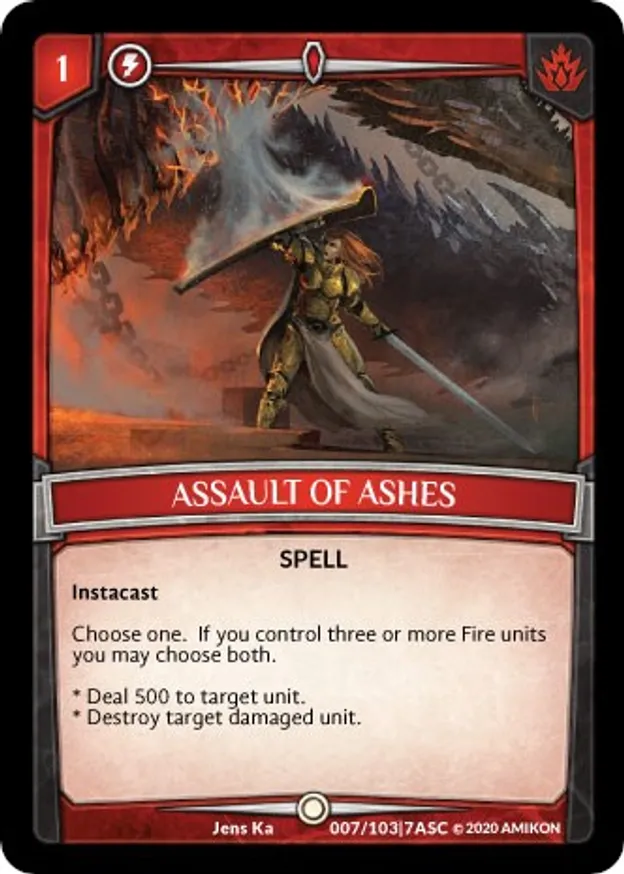 1
ASSAULT OF ASHES
SPELL
Instacast
Choose one.  If you control three or more Fire units
you may choose both.
* Deal 500 to target unit.
* Destroy target damaged unit.
Jens Ka
007/103|7ASC © 2020 AMIKON